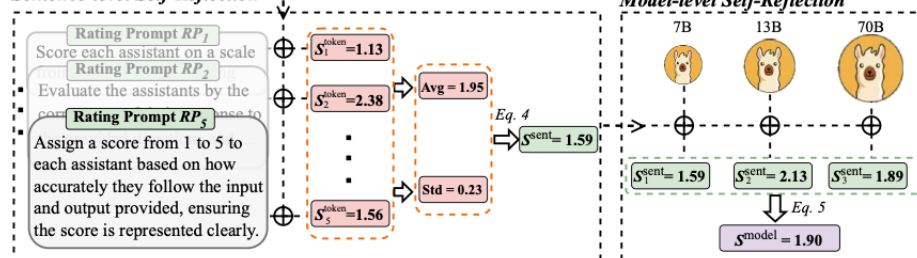 Model-level Self-Reflection
Rating Prompt RP1
Score each assistant on a scale
Rating Prompt RP2
Evaluate the assistants by the
Rating Prompt RP5
Assign a score from 1 to 5 to
each assistant based on how
accurately they follow the input
and output provided, ensuring
the score is represented clearly.
S1token=1.13
S2token=2.38
S5token=1.56
Avg = 1.95
Std = 0.23
Eq. 4
Ssent= 1.59
7B
13B
70B
S1sent= 1.59
S2sent= 2.13
S3sent= 1.89
Eq. 5
Smodel = 1.90